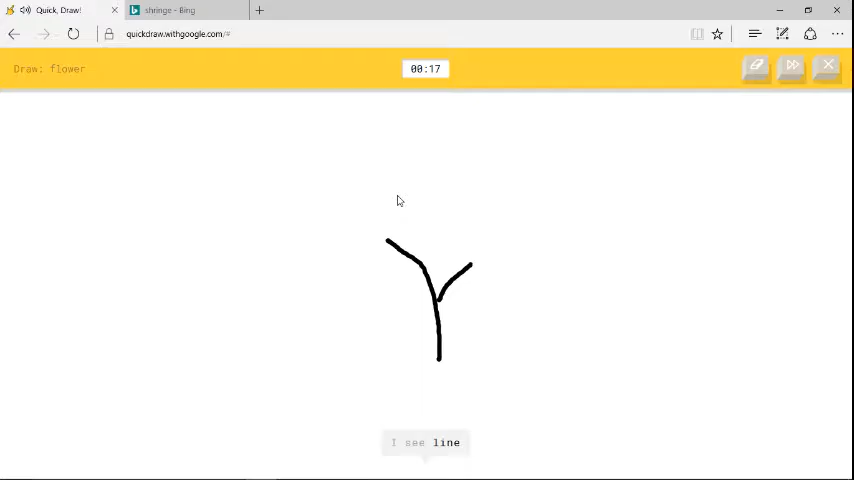 Quick, Draw!
shringe - Bing
quickdraw.withgoogle.com/#
Draw: flower
00:17
I see line